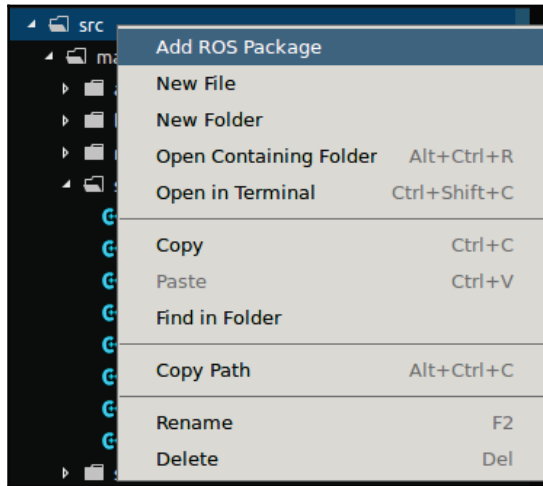 src
Add ROS Package
New File
New Folder
Open Containing Folder Alt+Ctrl+R
Open in Terminal Ctrl+Shift+C
Copy Ctrl+C
Paste Ctrl+V
Find in Folder
Copy Path Alt+Ctrl+C
Rename F2
Delete Del